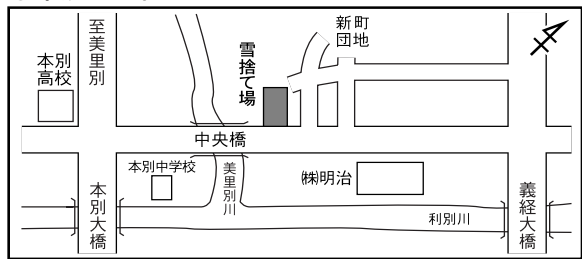 至美里別
本別
高校
雪捨て場
新町
団地
中央橋
本別中学校
美里別川
㈱明治
本別大橋
利別川
義経大橋